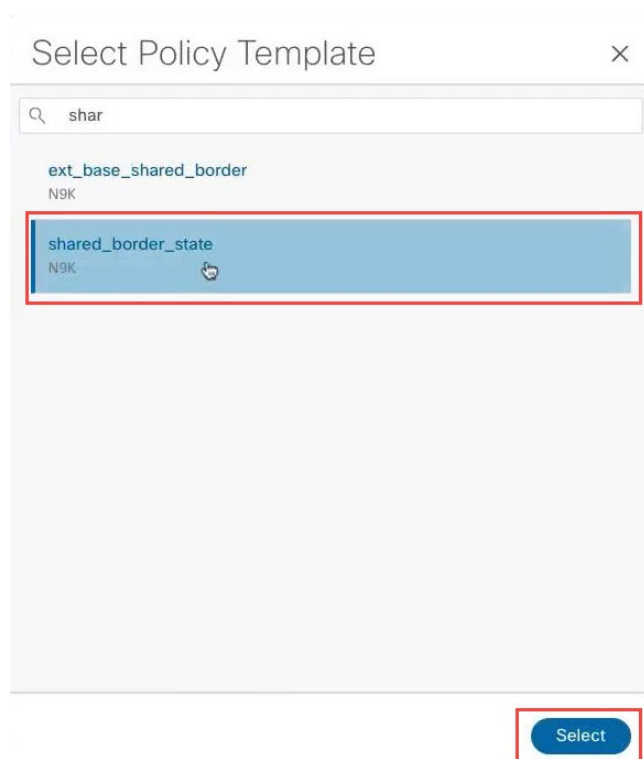 Select Policy Template
shar
ext_base_shared_border
N9K
shared_border_state
N9K
Select